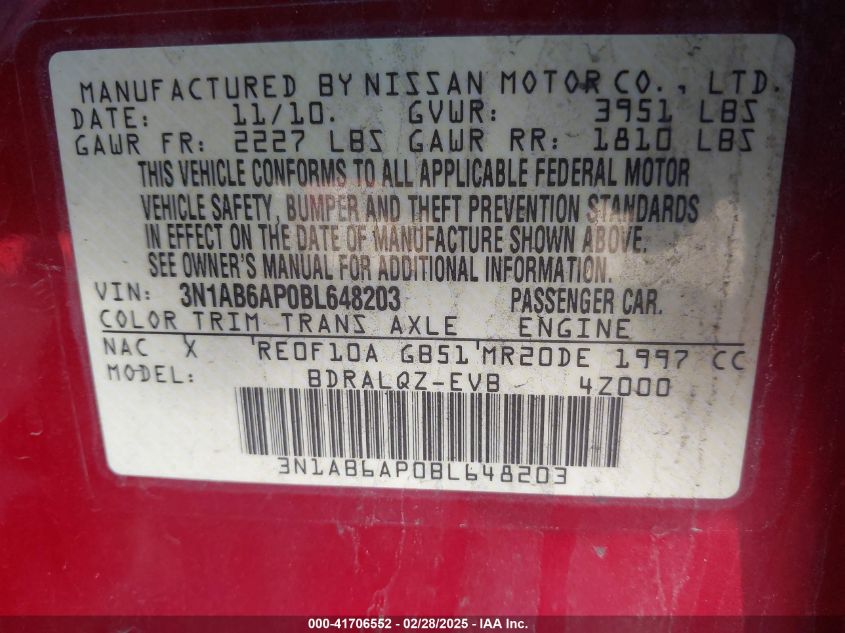 MANUFACTURED BY NISSAN MOTOR CO., LTD.
DATE: 11/10. GVWR: 3951 LBS
GAWR FR: 2227 LBS GAWR RR: 1810 LBS
THIS VEHICLE CONFORMS TO ALL APPLICABLE FEDERAL MOTOR
VEHICLE SAFETY, BUMPER AND THEFT PREVENTION STANDARDS
IN EFFECT ON THE DATE OF MANUFACTURE SHOWN ABOVE.
SEE OWNER'S MANUAL FOR ADDITIONAL INFORMATION.
VIN: 3N1AB6AP0BL648203 PASSENGER CAR.
COLOR TRIM TRANS AXLE ENGINE
NAC X RE0F10A GB51 MR20DE 1997 CC
MODEL: BDRALQZ-EVB 4Z000
3N1AB6AP0BL648203
000-41706552 - 02/28/2025 - IAA Inc.